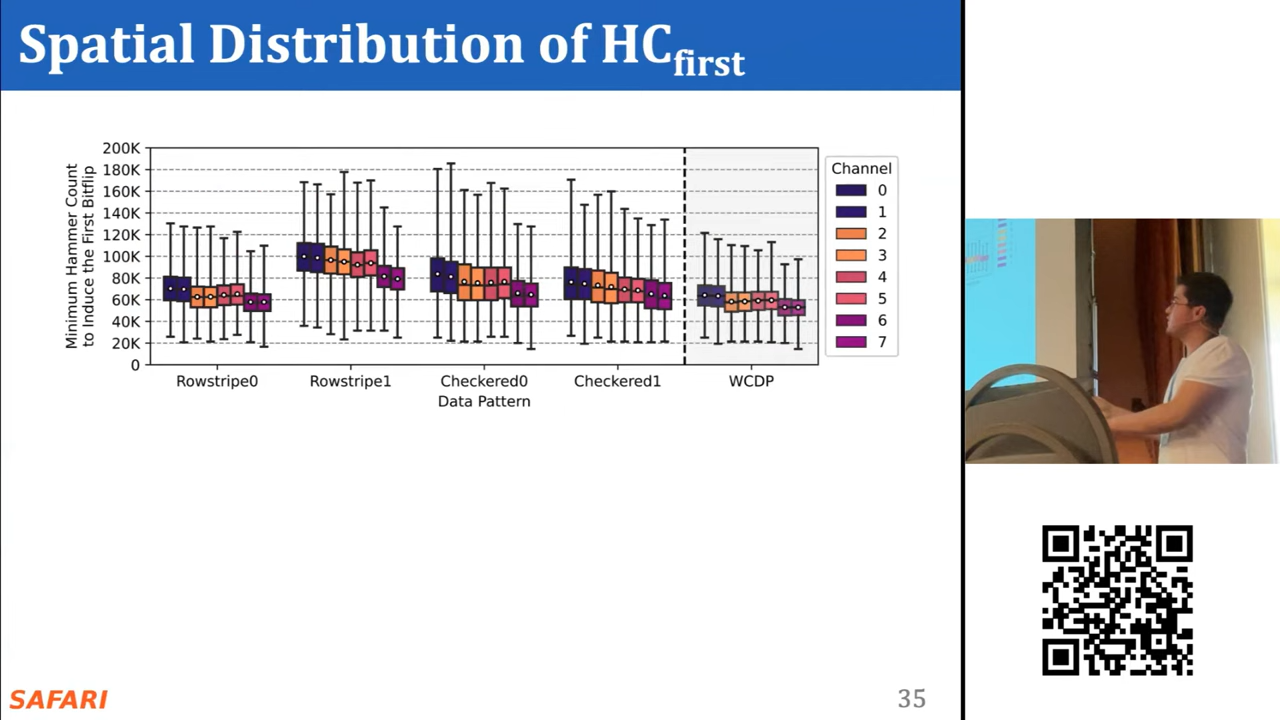 Spatial Distribution of HCfirst
Minimum Hammer Count
to Induce the First Bitflip
200K
180K
160K
140K
120K
100K
80K
60K
40K
20K
0
Rowstripe0
Rowstripe1
Checkered0
Checkered1
WCDP
Data Pattern
Channel
0
1
2
3
4
5
6
7
SAFARI
35